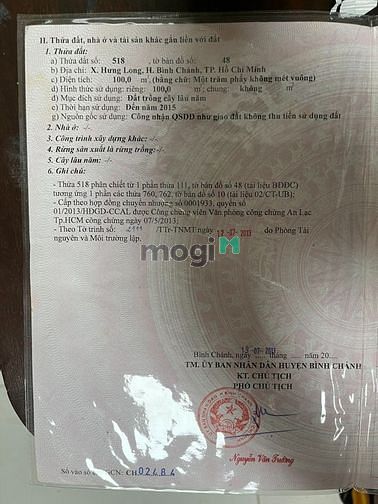 II. Thửa đất, nhà ở và tài sản khác gắn liền với đất
1. Thửa đất:
a) Thửa đất số: 518 , tờ bản đồ số: 48
b) Địa chỉ: X. Hưng Long, H. Bình Chánh, TP. Hồ Chí Minh
c) Diện tích: 100,0 m², (bằng chữ: Một trăm phẩy không mét vuông)
d) Hình thức sử dụng: riêng: 100,0 m²; chung: không m²
đ) Mục đích sử dụng: Đất trồng cây lâu năm
e) Thời hạn sử dụng: Đến năm 2015
g) Nguồn gốc sử dụng: Công nhận QSDĐ như giao đất không thu tiền sử dụng đất
2. Nhà ở: -/-
3. Công trình xây dựng khác: -/-
4. Rừng sản xuất là rừng trồng: -/-
5. Cây lâu năm: -/-
6. Ghi chú:
- Thửa 518 phân chiết từ 1 phần thửa 111, tờ bản đồ số 48 (tài liệu BĐĐC)
tương ứng 1 phần các thửa 760, 762, tờ bản đồ số 10 (tài liệu 02/CT-UB);
- Cấp theo hợp đồng chuyển nhượng số 0001933, quyển số
01/2013/HĐGD-CCAL được Công chứng viên Văn phòng công chứng An Lạc
Tp.HCM công chứng ngày 07/5/2013;
- Theo Tờ trình số: /TTr-TNMT ngày 12-07-2013 do Phòng Tài
nguyên và Môi trường lập.
mogi
Bình Chánh, ngày 19-07-2013 tháng ..... năm 20....
TM. ỦY BAN NHÂN DÂN HUYỆN BÌNH CHÁNH
KT. CHỦ TỊCH
PHÓ CHỦ TỊCH
Nguyễn Văn Trường
Số vào sổ GCN: CH 02484